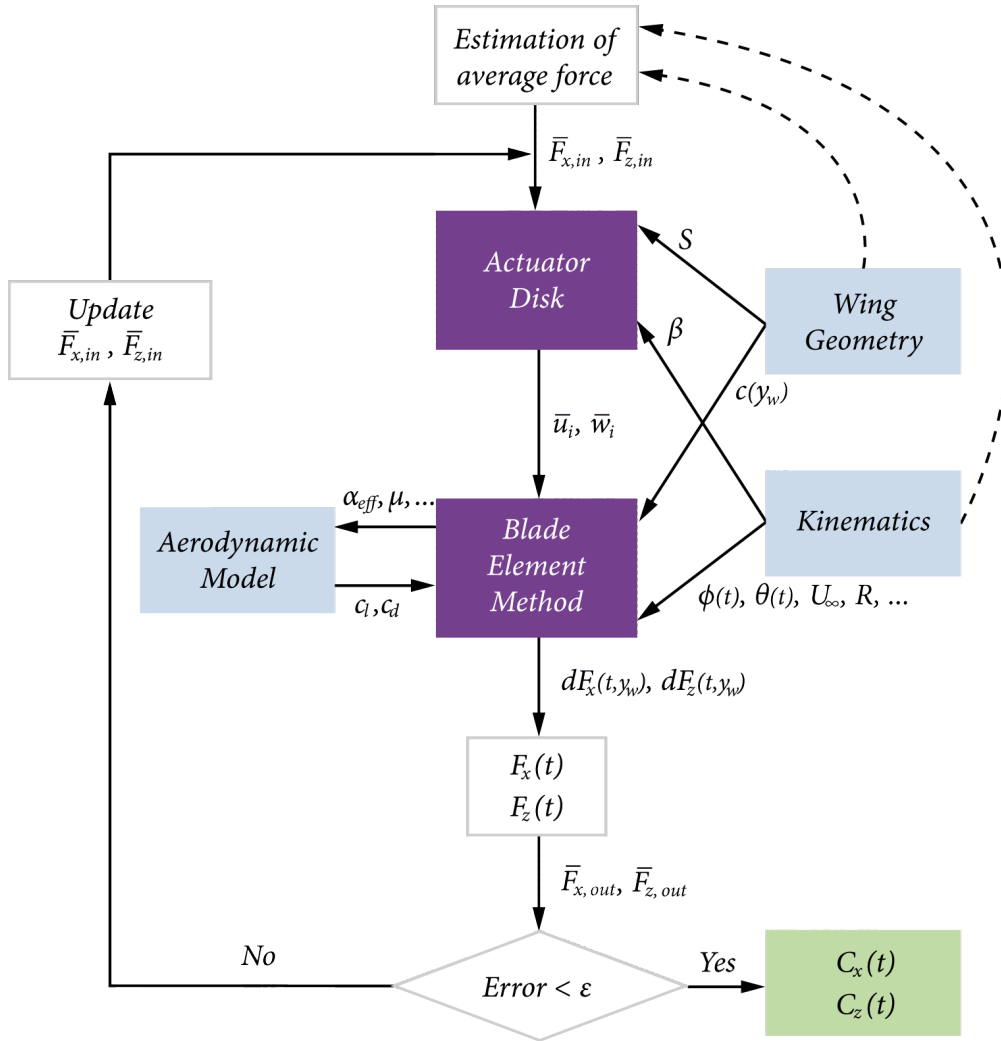 Estimation of
average force
F̅x,in , F̅z,in
Actuator
Disk
S
Wing
Geometry
Update
F̅x,in , F̅z,in
β
c(yw)
u̅i, w̅i
αeff, μ, ...
Aerodynamic
Model
cl,cd
Blade
Element
Method
Kinematics
ϕ(t), θ(t), U∞, R, ...
dFx(t,yw), dFz(t,yw)
Fx(t)
Fz(t)
F̅x,out, F̅z,out
No
Error < ε
Yes
Cx(t)
Cz(t)